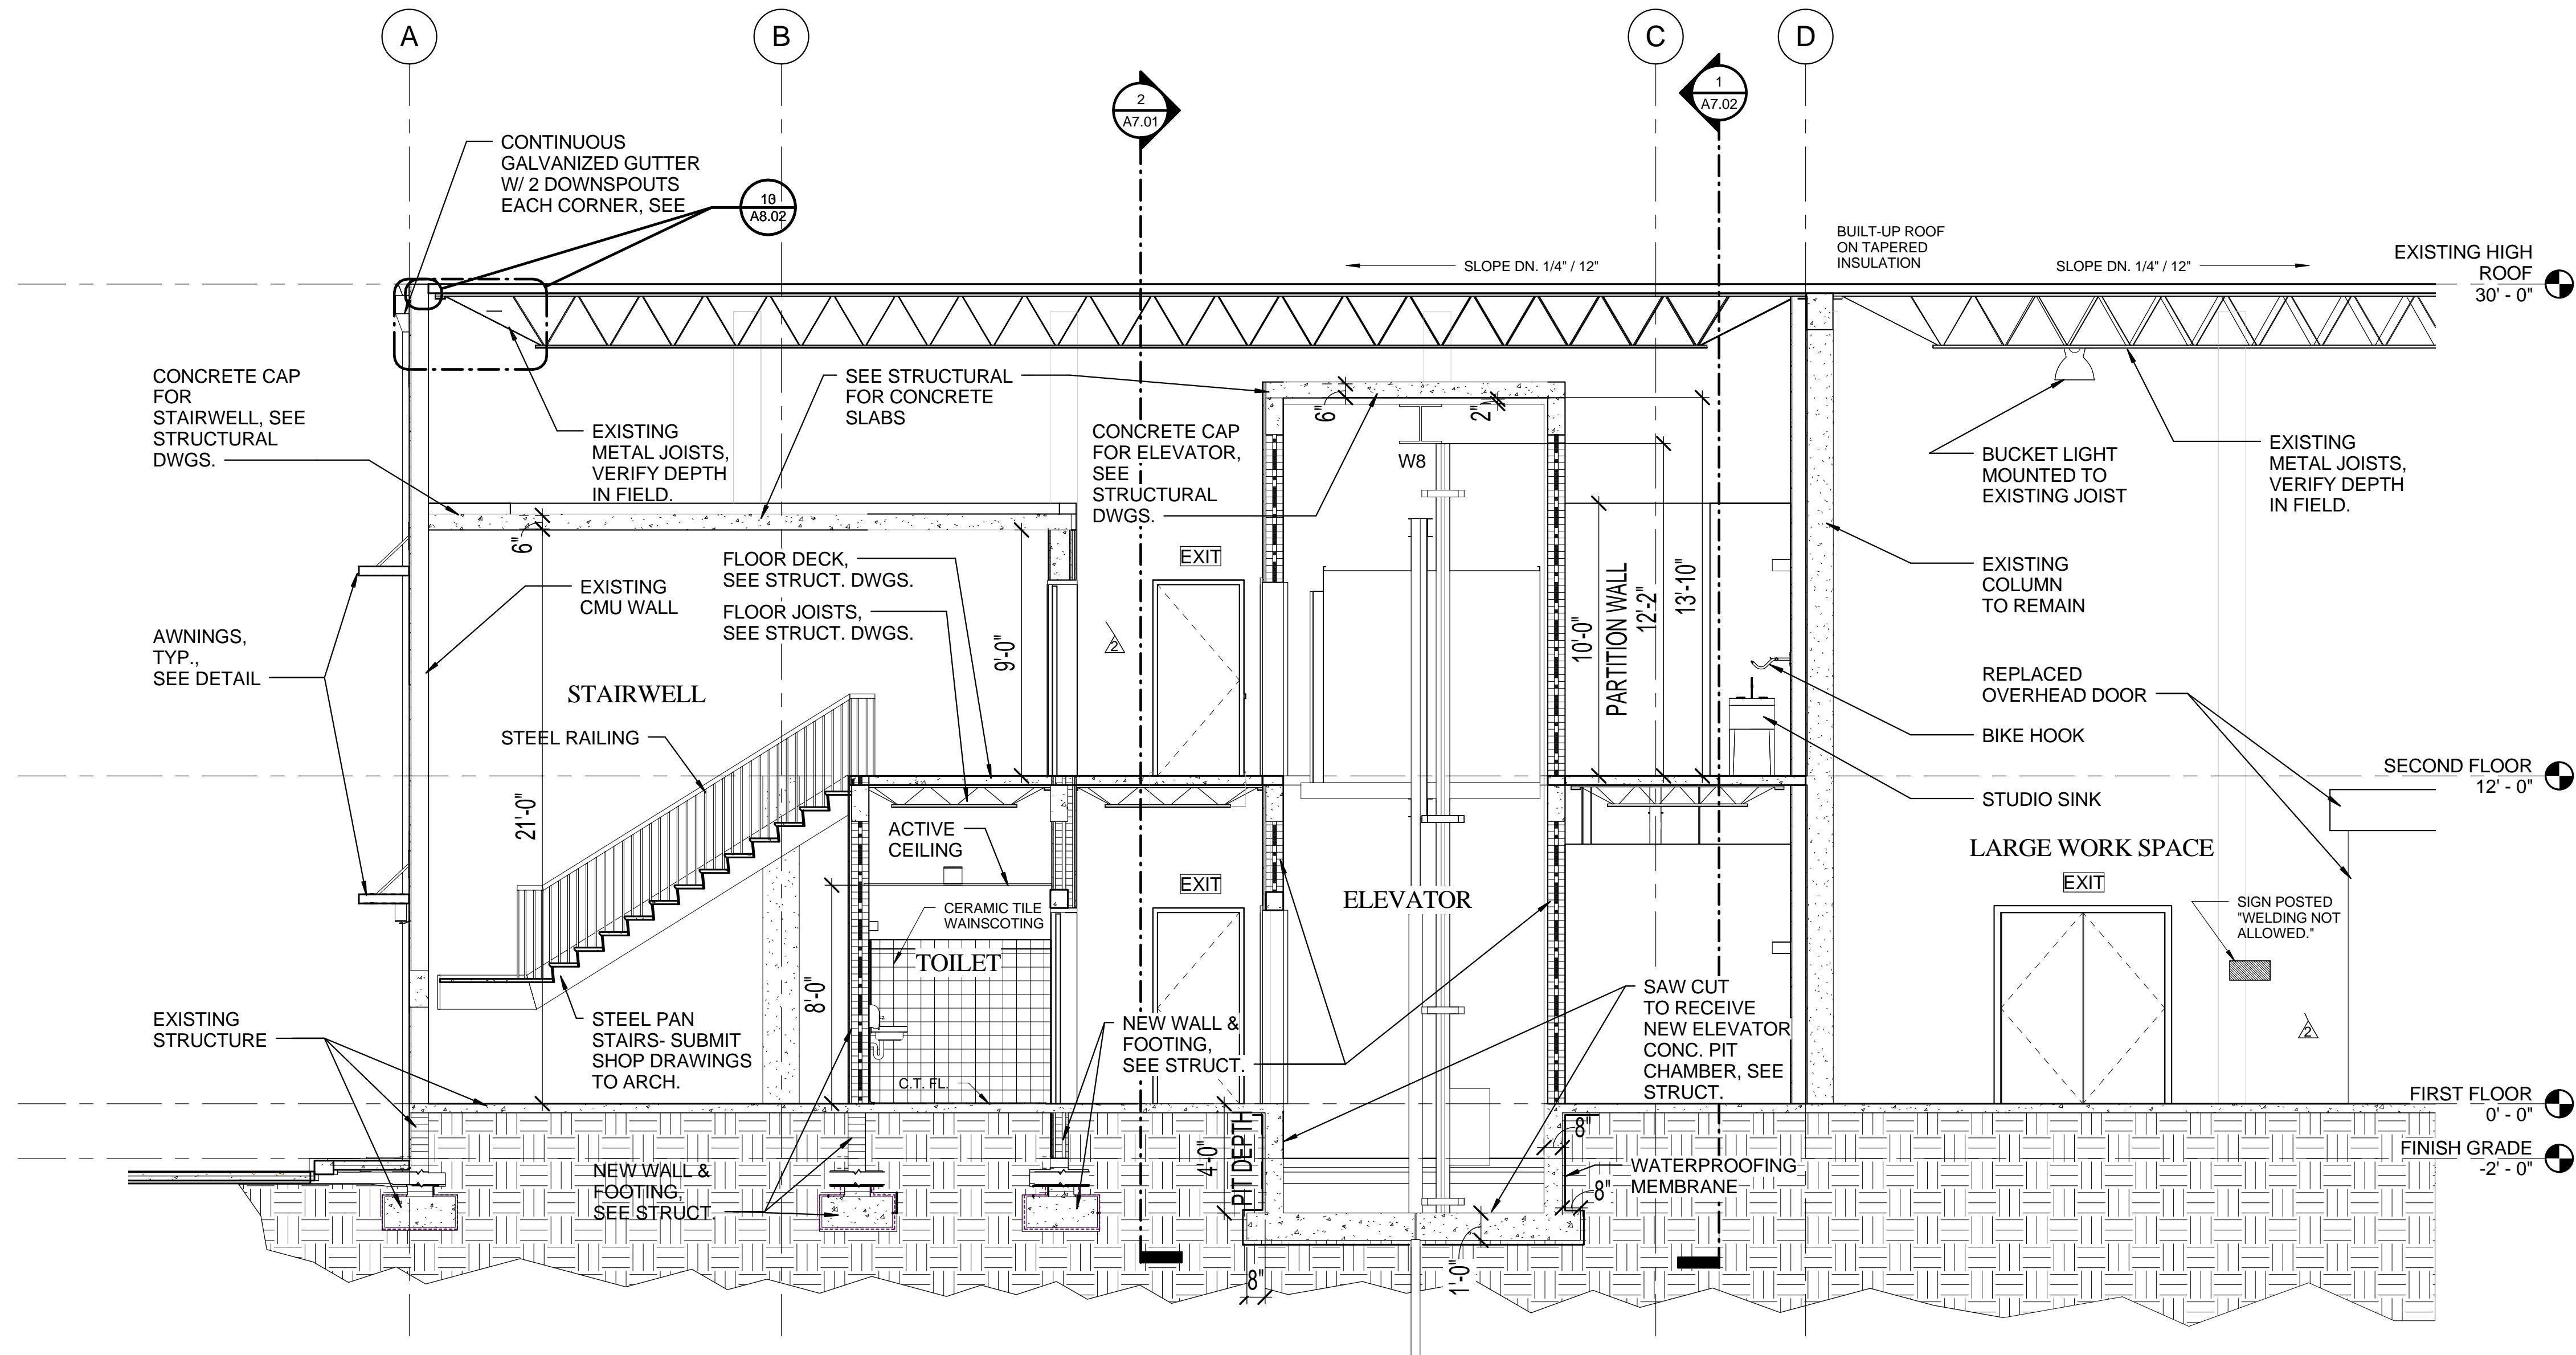 A
B
C
D
2
A7.01
1
A7.02
CONTINUOUS
GALVANIZED GUTTER
W/ 2 DOWNSPOUTS
EACH CORNER, SEE
A8.02
BUILT-UP ROOF
ON TAPERED
INSULATION
SLOPE DN. 1/4" / 12"
SLOPE DN. 1/4" / 12"
EXISTING HIGH
ROOF
30' - 0"
CONCRETE CAP
FOR
STAIRWELL, SEE
STRUCTURAL
DWGS.
EXISTING
METAL JOISTS,
VERIFY DEPTH
IN FIELD.
SEE STRUCTURAL
FOR CONCRETE
SLABS
CONCRETE CAP
FOR ELEVATOR,
SEE
STRUCTURAL
DWGS.
6"
2"
W8
BUCKET LIGHT
MOUNTED TO
EXISTING JOIST
EXISTING
METAL JOISTS,
VERIFY DEPTH
IN FIELD.
6"
FLOOR DECK,
SEE STRUCT. DWGS.
FLOOR JOISTS,
SEE STRUCT. DWGS.
EXIT
EXISTING
CMU WALL
EXISTING
COLUMN
TO REMAIN
AWNINGS,
TYP.,
SEE DETAIL
9'-0"
2
10'-0"
PARTITION WALL
12'-2"
13'-10"
STAIRWELL
STEEL RAILING
REPLACED
OVERHEAD DOOR
BIKE HOOK
STUDIO SINK
SECOND FLOOR
12' - 0"
21'-0"
ACTIVE
CEILING
EXIT
ELEVATOR
LARGE WORK SPACE
EXIT
CERAMIC TILE
WAINSCOTING
SIGN POSTED
"WELDING NOT
ALLOWED."
TOILET
8'-0"
EXISTING
STRUCTURE
STEEL PAN
STAIRS- SUBMIT
SHOP DRAWINGS
TO ARCH.
C.T. FL.
NEW WALL &
FOOTING,
SEE STRUCT.
SAW CUT
TO RECEIVE
NEW ELEVATOR
CONC. PIT
CHAMBER, SEE
STRUCT.
2
FIRST FLOOR
0' - 0"
4'-0"
PIT DEPTH
8"
NEW WALL &
FOOTING,
SEE STRUCT.
WATERPROOFING
MEMBRANE
8"
FINISH GRADE
-2' - 0"
8"
1'-0"